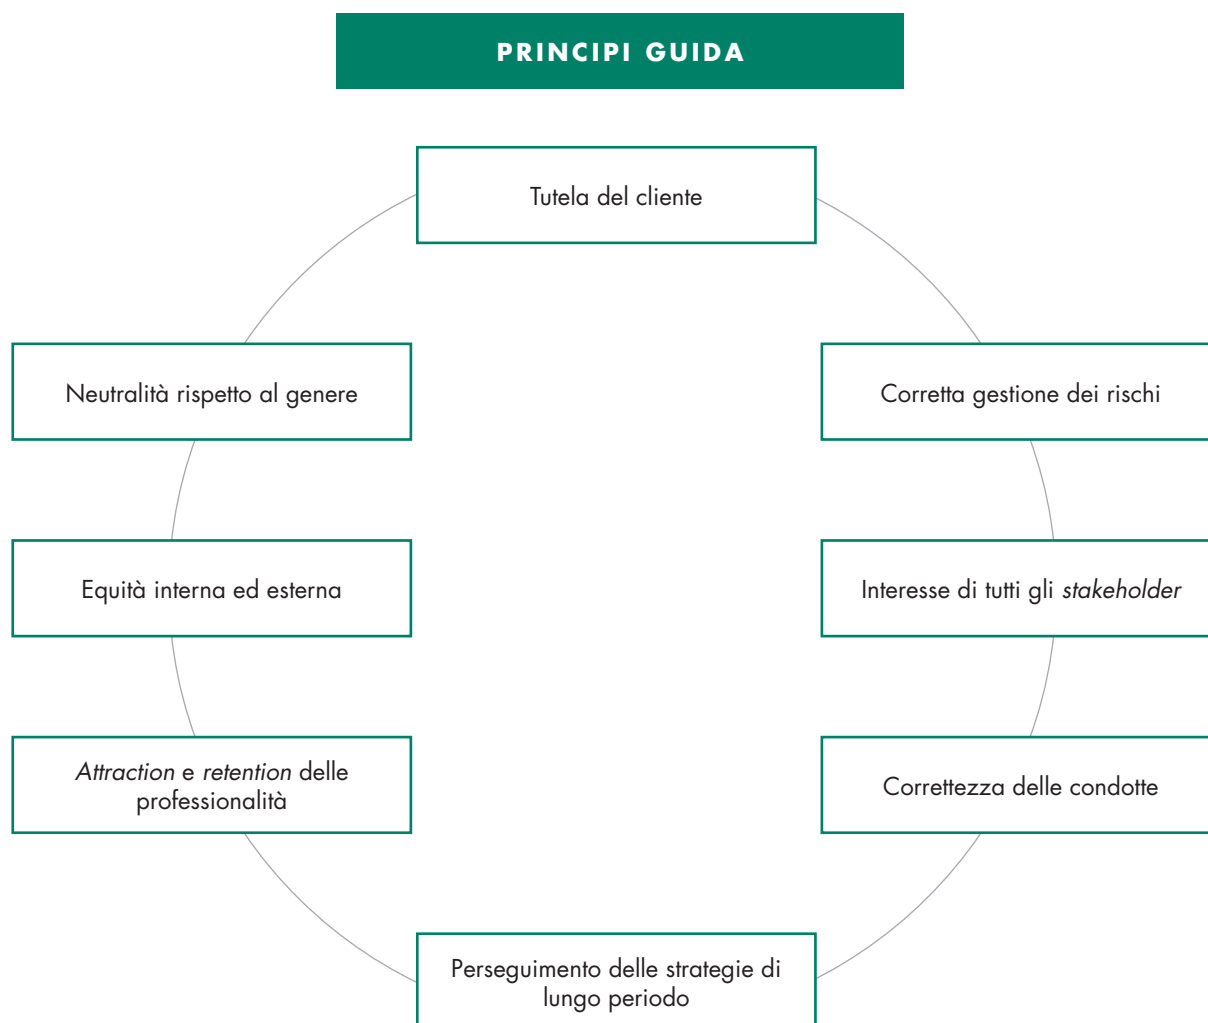 PRINCIPI GUIDA
Tutela del cliente
Neutralità rispetto al genere
Corretta gestione dei rischi
Equità interna ed esterna
Interesse di tutti gli stakeholder
Attraction e retention delle
professionalità
Correttezza delle condotte
Perseguimento delle strategie di
lungo periodo